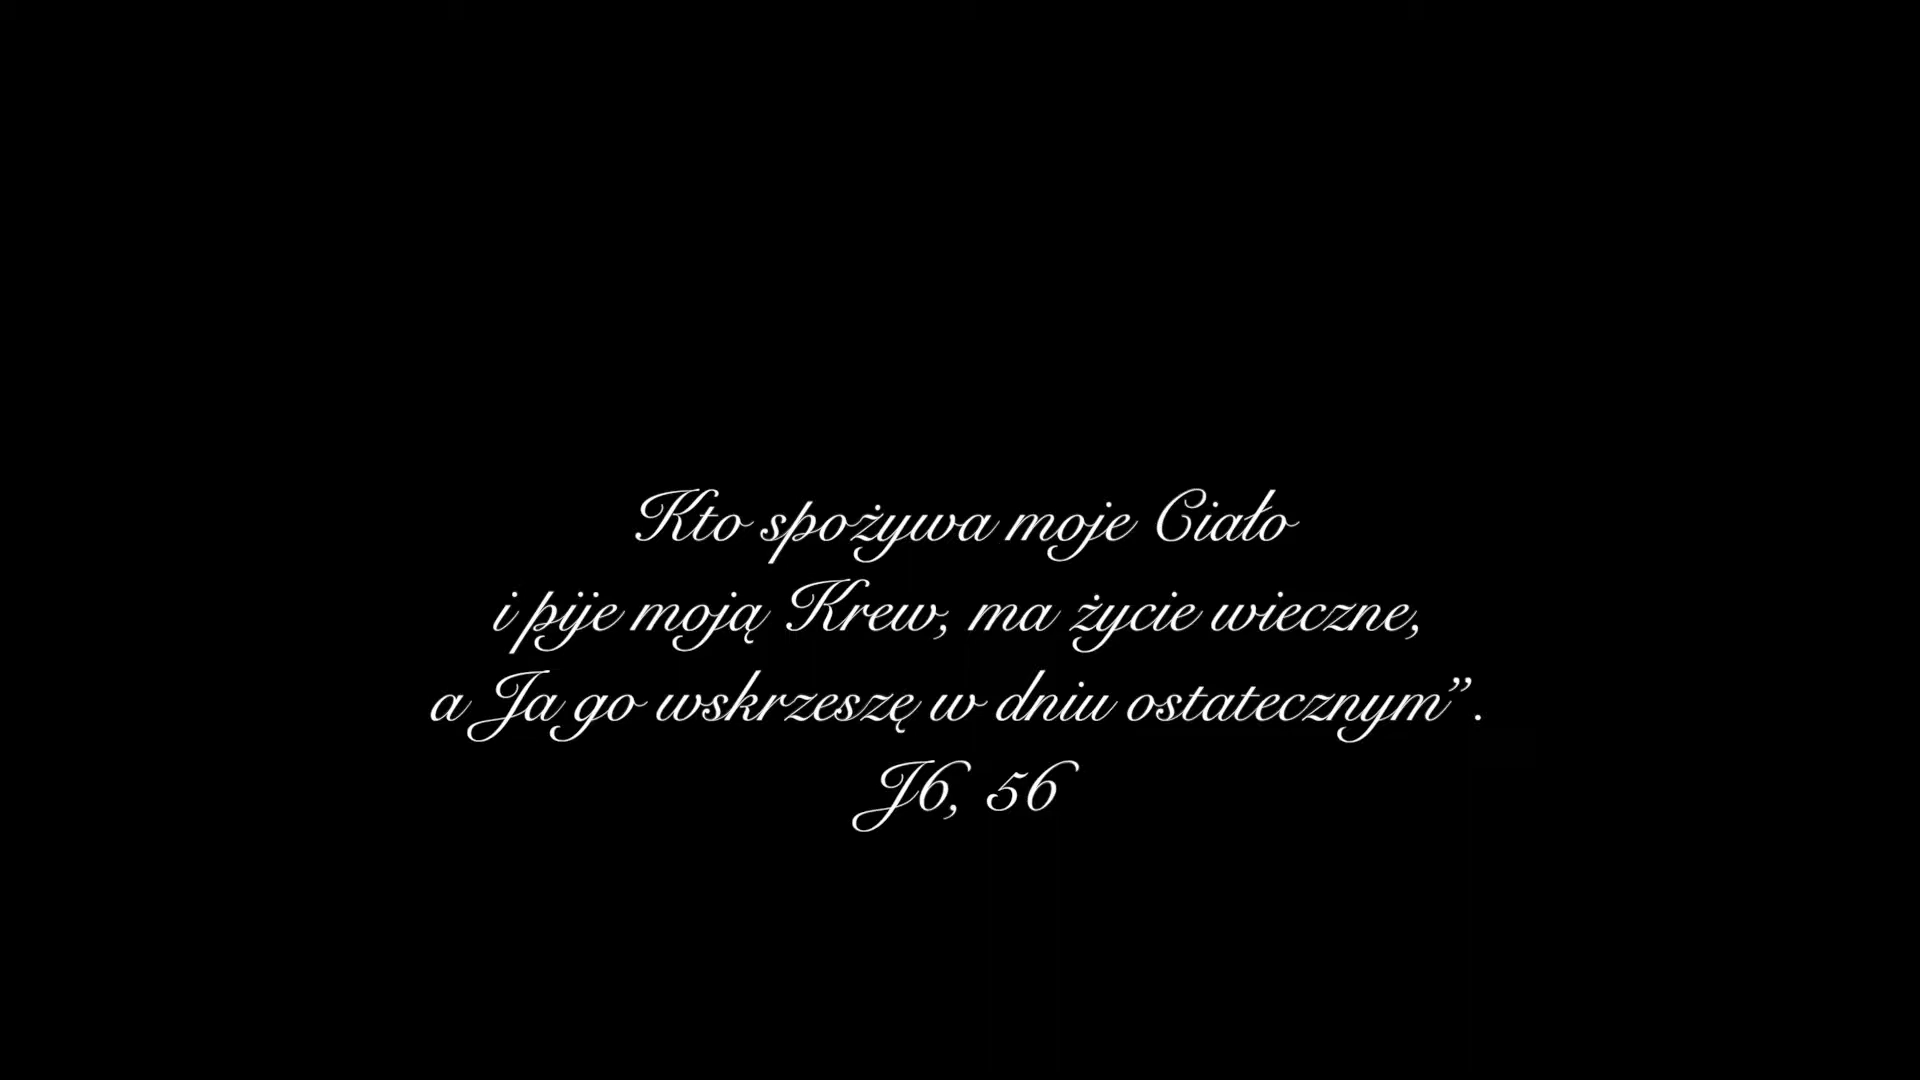 Kto spożywa moje Ciało
i pije moją Krew, ma życie wieczne,
a Ja go wskrzeszę w dniu ostatecznym”.
J6, 56